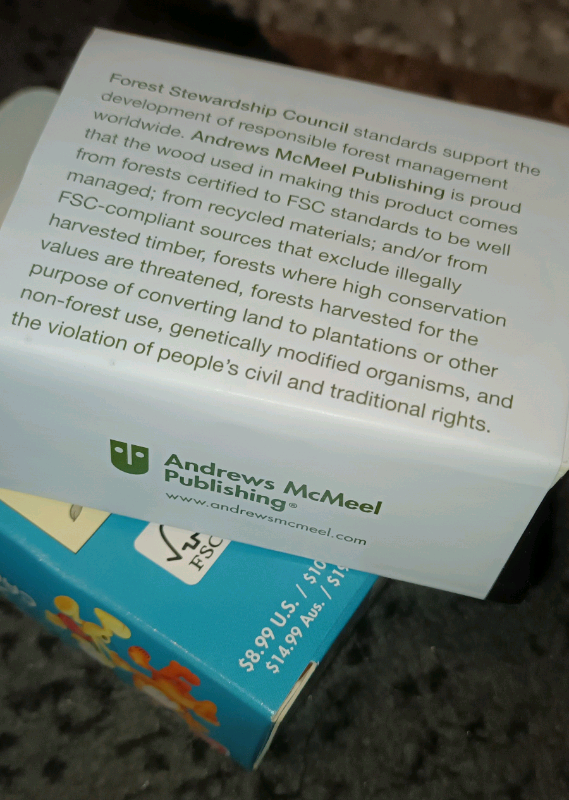 Forest Stewardship Council standards support the
development of responsible forest management
worldwide. Andrews McMeel Publishing is proud
that the wood used in making this product comes
from forests certified to FSC standards to be well
managed; from recycled materials; and/or from
FSC-compliant sources that exclude illegally
harvested timber, forests where high conservation
values are threatened, forests harvested for the
purpose of converting land to plantations or other
non-forest use, genetically modified organisms, and
the violation of people's civil and traditional rights.
Andrews McMeel
Publishing®
www.andrewsmcmeel.com
FSC
$8.99 U.S. / $10
$14.99 Aus. /